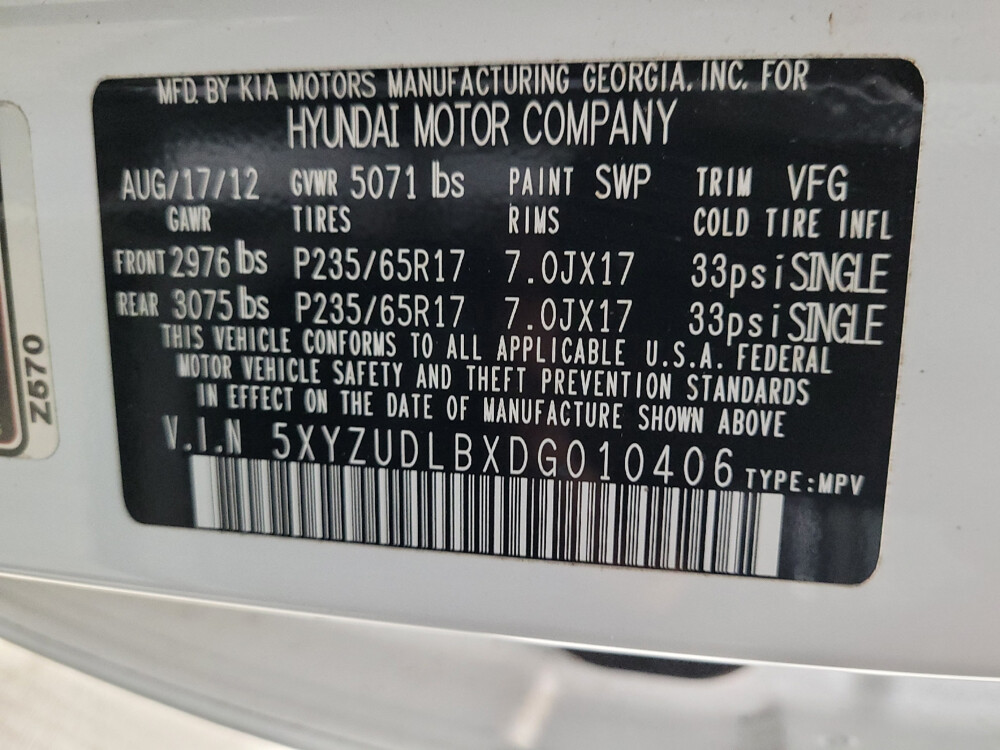 MFD. BY KIA MOTORS MANUFACTURING GEORGIA. INC. FOR
HYUNDAI MOTOR COMPANY
AUG/17/12 GVWR 5071 lbs PAINT SWP TRIM VFG
GAWR TIRES RIMS COLD TIRE INFL
FRONT 2976 lbs P235/65R17 7.0JX17 33psi SINGLE
REAR 3075 lbs P235/65R17 7.0JX17 33psi SINGLE
THIS VEHICLE CONFORMS TO ALL APPLICABLE U.S.A. FEDERAL
MOTOR VEHICLE SAFETY AND THEFT PREVENTION STANDARDS
IN EFFECT ON THE DATE OF MANUFACTURE SHOWN ABOVE
V.I.N 5XYZUDLBXDG010406 TYPE:MPV
Z570